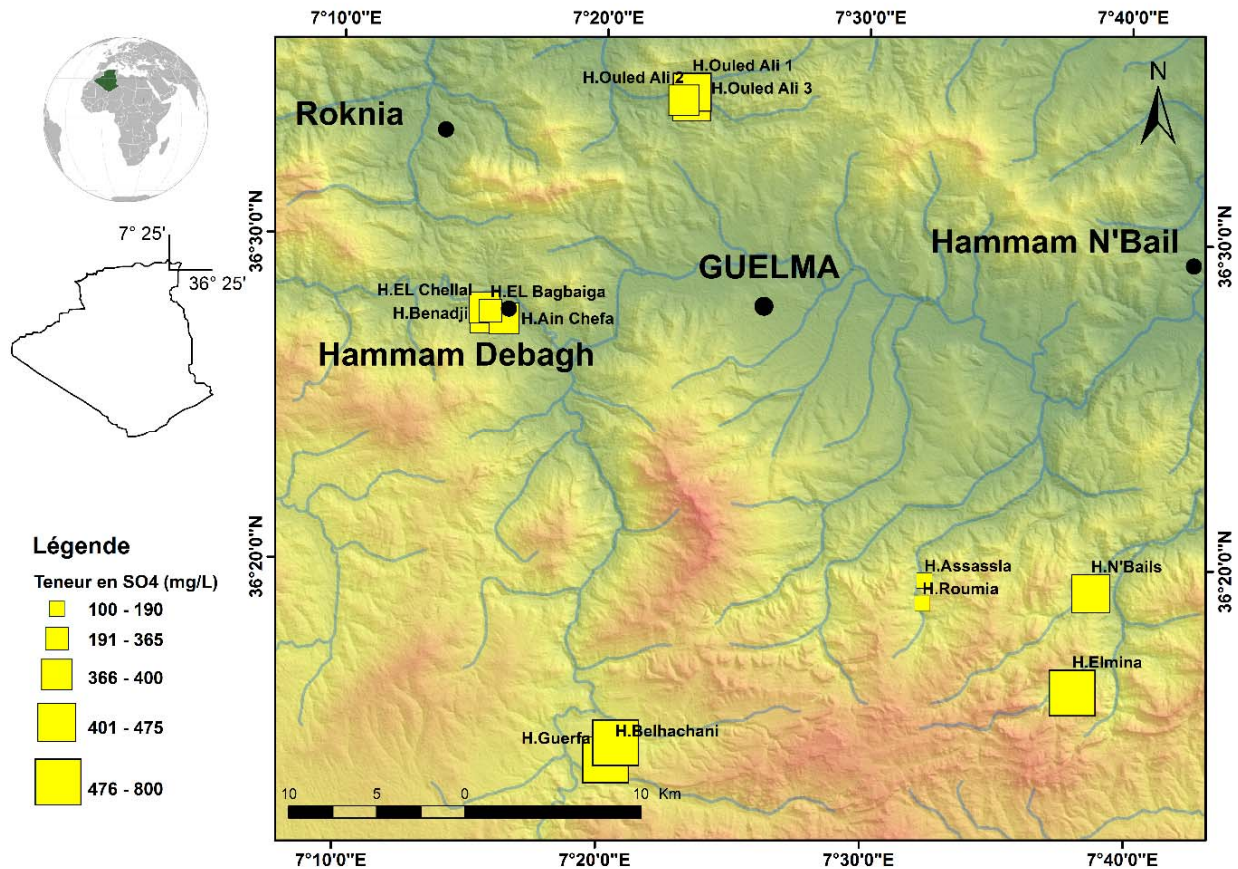 7°10'0"E 7°20'0"E 7°30'0"E 7°40'0"E
N
H.Ouled Ali 1
H.Ouled Ali 2
H.Ouled Ali 3
Roknia
36°30'0"N
36°30'0"N
Hammam N'Bail
GUELMA
7° 25'
36° 25'
H.EL Chellal
H.EL Bagbaiga
H.Benadji
H.Ain Chefa
Hammam Debagh
36°20'0"N
36°20'0"N
H.Assassla
H.N'Bails
H.Roumia
H.Elmina
H.Guerfa
H.Belhachani
Légende
Teneur en SO4 (mg/L)
100 - 190
191 - 365
366 - 400
401 - 475
476 - 800
10 5 0 10 Km
7°10'0"E 7°20'0"E 7°30'0"E 7°40'0"E